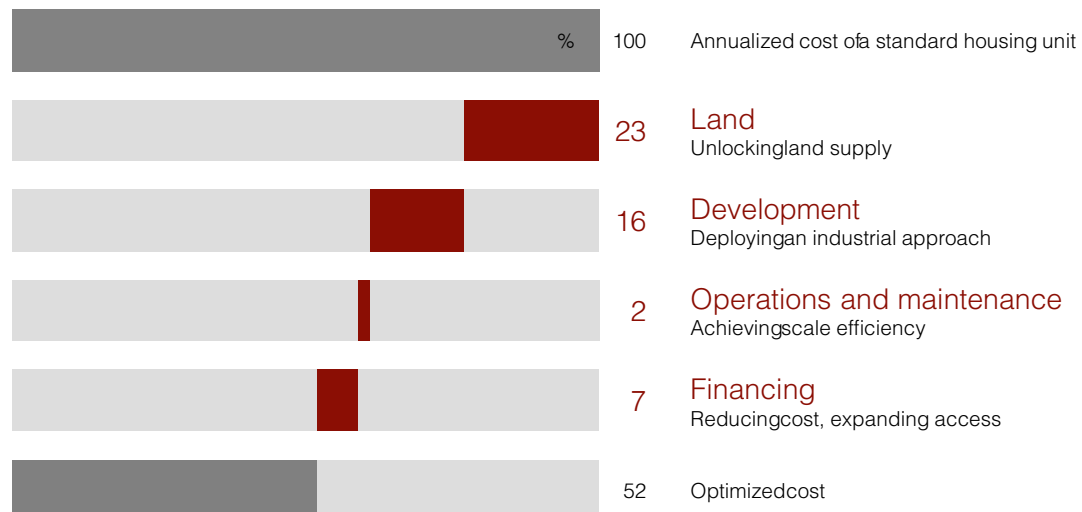 % 100 Annualized cost ofa standard housing unit
23 Land
Unlockingland supply
16 Development
Deployingan industrial approach
2 Operations and maintenance
Achievingscale efficiency
7 Financing
Reducingcost, expanding access
52 Optimizedcost